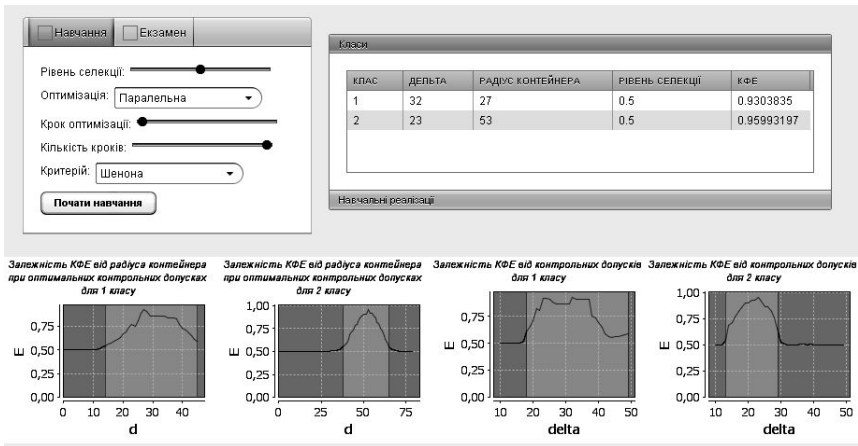 Навчання Екзамен
Рівень селекції:
Оптимізація: Паралельна
Крок оптимізації:
Кількість кроків:
Критерій: Шенона
Почати навчання
Класи
КЛАС ДЕЛЬТА РАДІУС КОНТЕЙНЕРА РІВЕНЬ СЕЛЕКЦІЇ КФЕ
1 32 27 0.5 0.9303835
2 23 53 0.5 0.95993197
Навчальні реалізації
Залежність КФЕ від радіуса контейнера
при оптимальних контрольних допусках
для 1 класу
E
0,75
0,50
0,25
0,00
0 10 20 30 40
d
Залежність КФЕ від радіуса контейнера
при оптимальних контрольних допусках
для 2 класу
E
1,00
0,75
0,50
0,25
0,00
0 25 50 75
d
Залежність КФЕ від контрольних допусків
для 1 класу
E
0,75
0,50
0,25
0,00
10 20 30 40 50
delta
Залежність КФЕ від контрольних допусків
для 2 класу
E
1,00
0,75
0,50
0,25
0,00
10 20 30 40 50
delta